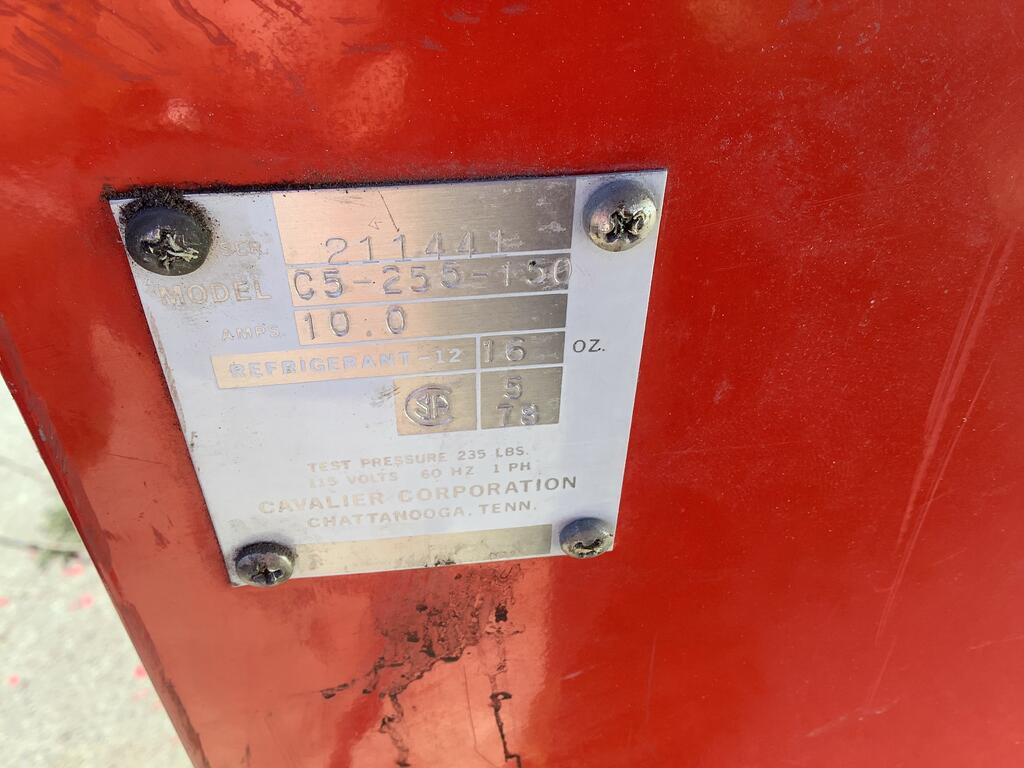 SER. 211441
MODEL C5-255-150
AMPS 10.0
REFRIGERANT-12 16 OZ.
SA 5
78
TEST PRESSURE 235 LBS.
115 VOLTS 60 HZ 1 PH
CAVALIER CORPORATION
CHATTANOOGA, TENN.